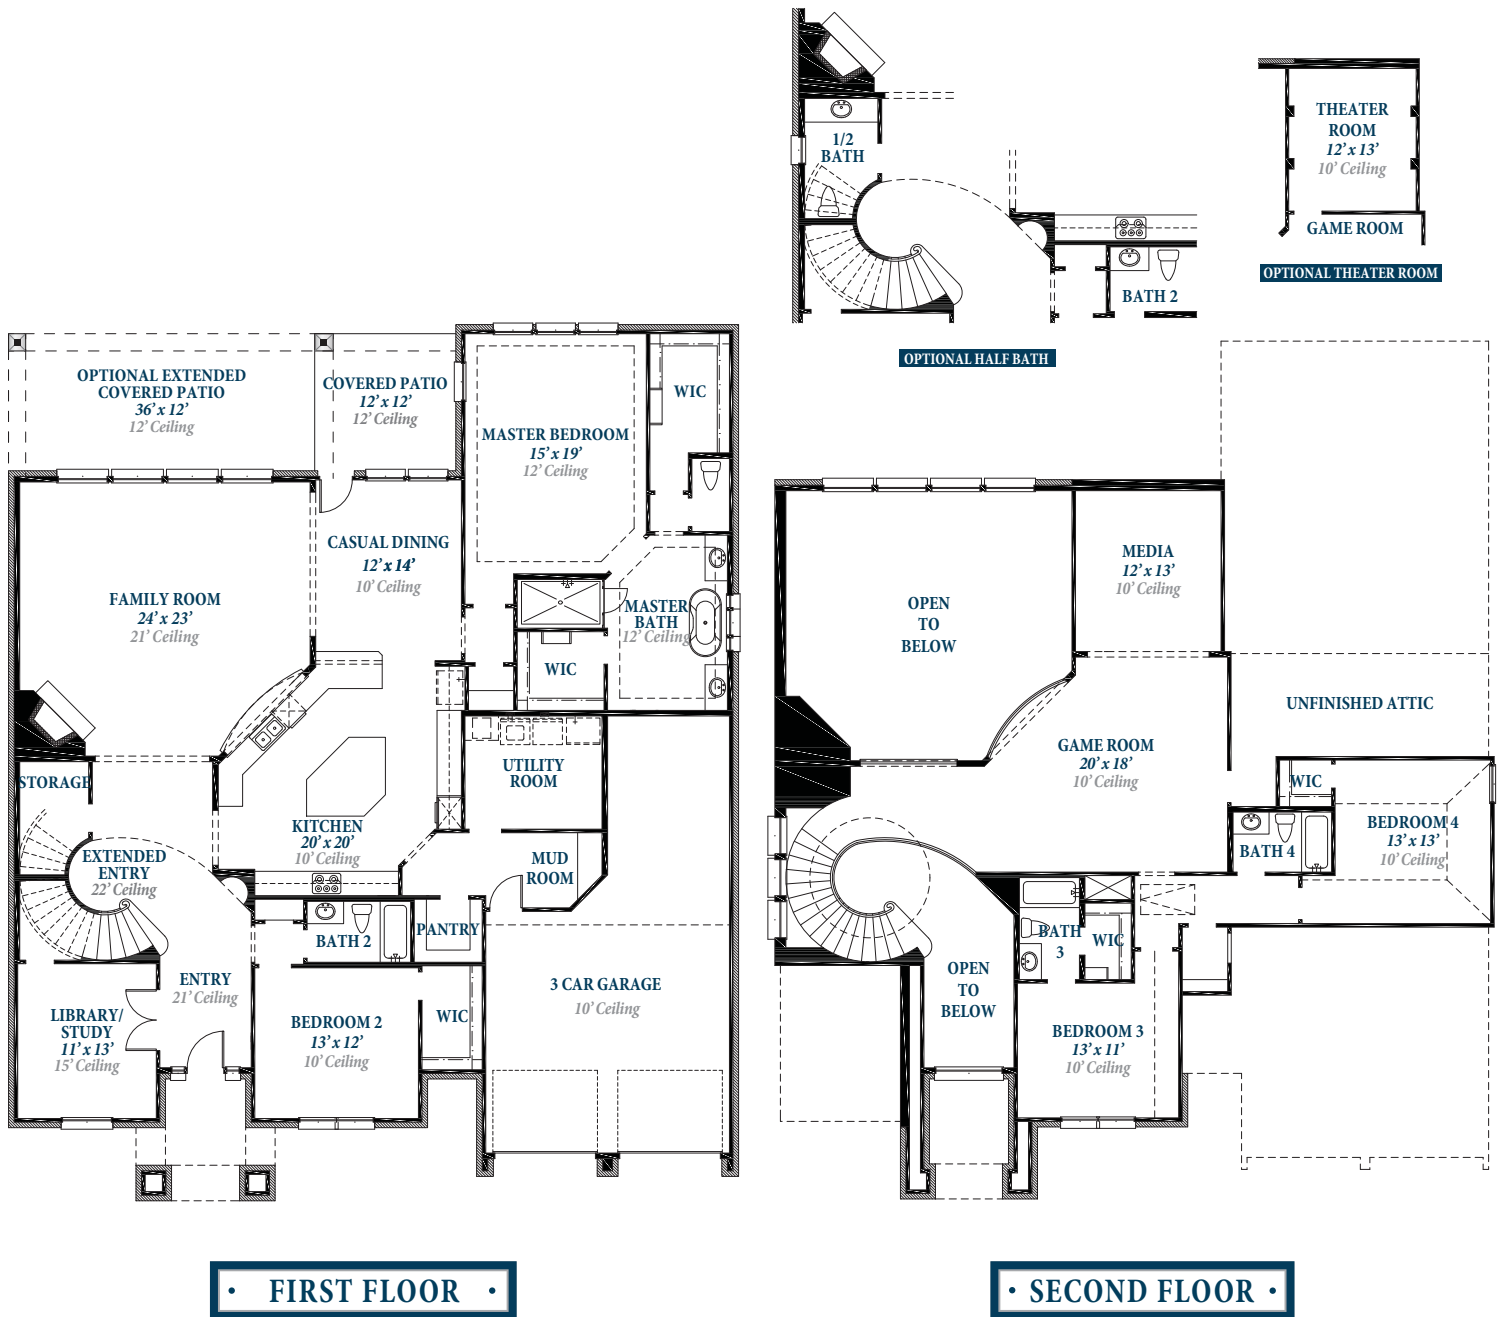 1/2
BATH
BATH 2
OPTIONAL HALF BATH
THEATER
ROOM
12' x 13'
10' Ceiling
GAME ROOM
OPTIONAL THEATER ROOM
OPTIONAL EXTENDED
COVERED PATIO
36' x 12'
12' Ceiling
COVERED PATIO
12' x 12'
12' Ceiling
MASTER BEDROOM
15' x 19'
12' Ceiling
WIC
CASUAL DINING
12' x 14'
10' Ceiling
FAMILY ROOM
24' x 23'
21' Ceiling
MASTER
BATH
12' Ceiling
WIC
UTILITY
ROOM
STORAGE
KITCHEN
20' x 20'
10' Ceiling
EXTENDED
ENTRY
22' Ceiling
MUD
ROOM
PANTRY
BATH 2
ENTRY
21' Ceiling
3 CAR GARAGE
10' Ceiling
LIBRARY/
STUDY
11' x 13'
15' Ceiling
BEDROOM 2
13' x 12'
10' Ceiling
WIC
FIRST FLOOR
OPEN
TO
BELOW
MEDIA
12' x 13'
10' Ceiling
UNFINISHED ATTIC
GAME ROOM
20' x 18'
10' Ceiling
WIC
BEDROOM 4
13' x 13'
10' Ceiling
BATH 4
BATH
3
WIC
OPEN
TO
BELOW
BEDROOM 3
13' x 11'
10' Ceiling
SECOND FLOOR